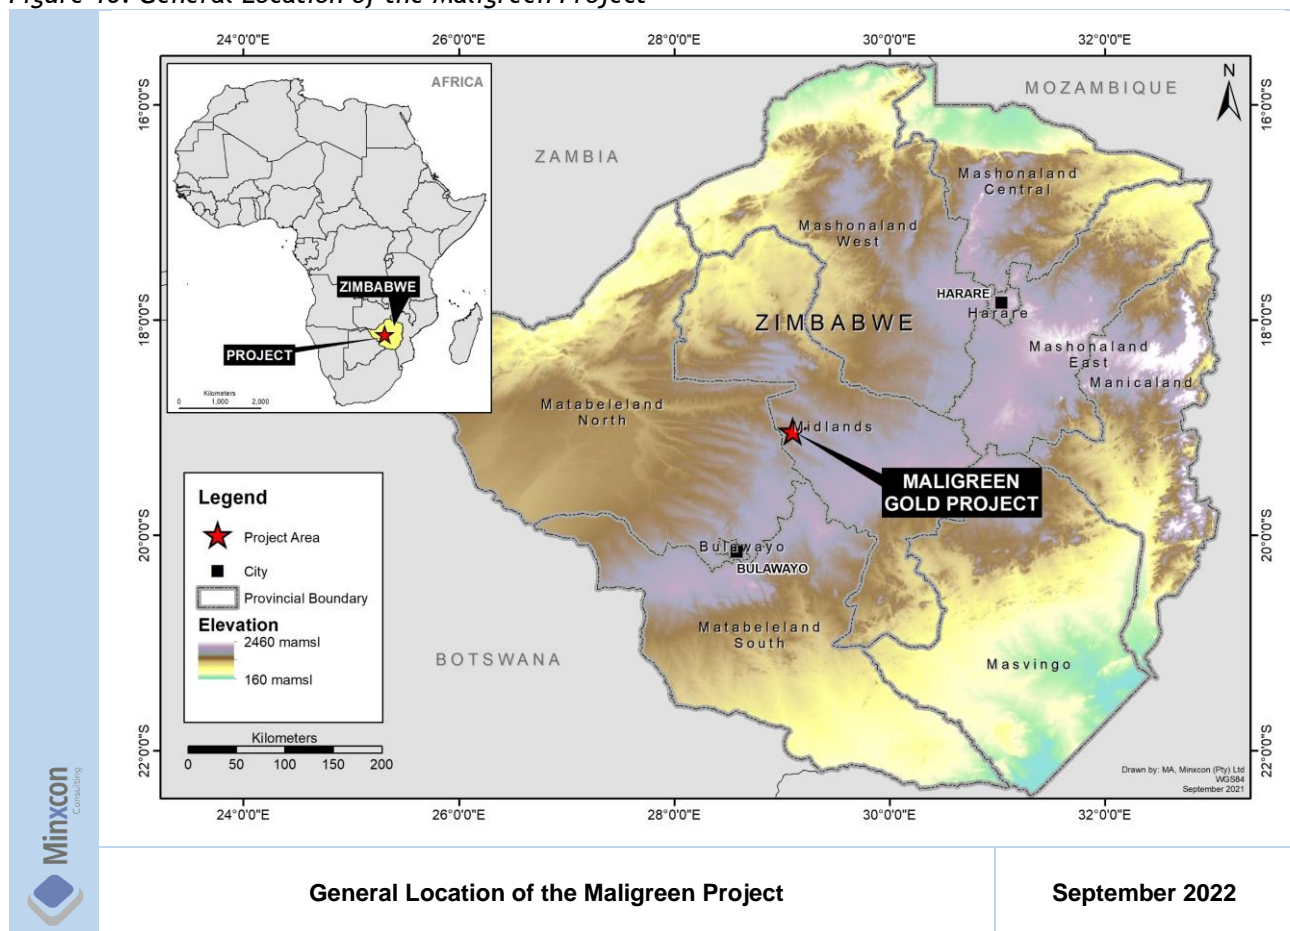 24°0'0"E 26°0'0"E 28°0'0"E 30°0'0"E 32°0'0"E
16°0'0"S
18°0'0"S
20°0'0"S
22°0'0"S
AFRICA
ZIMBABWE
PROJECT
Kilometers
0 1,000 2,000
N
MOZAMBIQUE
ZAMBIA
BOTSWANA
Mashonaland
Central
Mashonaland
West
HARARE
Harare
ZIMBABWE
Mashonaland
East
Manicaland
Matabeleland
North
Midlands
MALIGREEN
GOLD PROJECT
Bulawayo
BULAWAYO
Matabeleland
South
Masvingo
Legend
Project Area
City
Provincial Boundary
Elevation
2460 mamsl
160 mamsl
Kilometers
0 50 100 150 200
Drawn by: MA, Minxcon (Pty) Ltd
WGS84
September 2021
16°0'0"S
18°0'0"S
20°0'0"S
22°0'0"S
24°0'0"E 26°0'0"E 28°0'0"E 30°0'0"E 32°0'0"E
Minxcon
Consulting
General Location of the Maligreen Project
September 2022